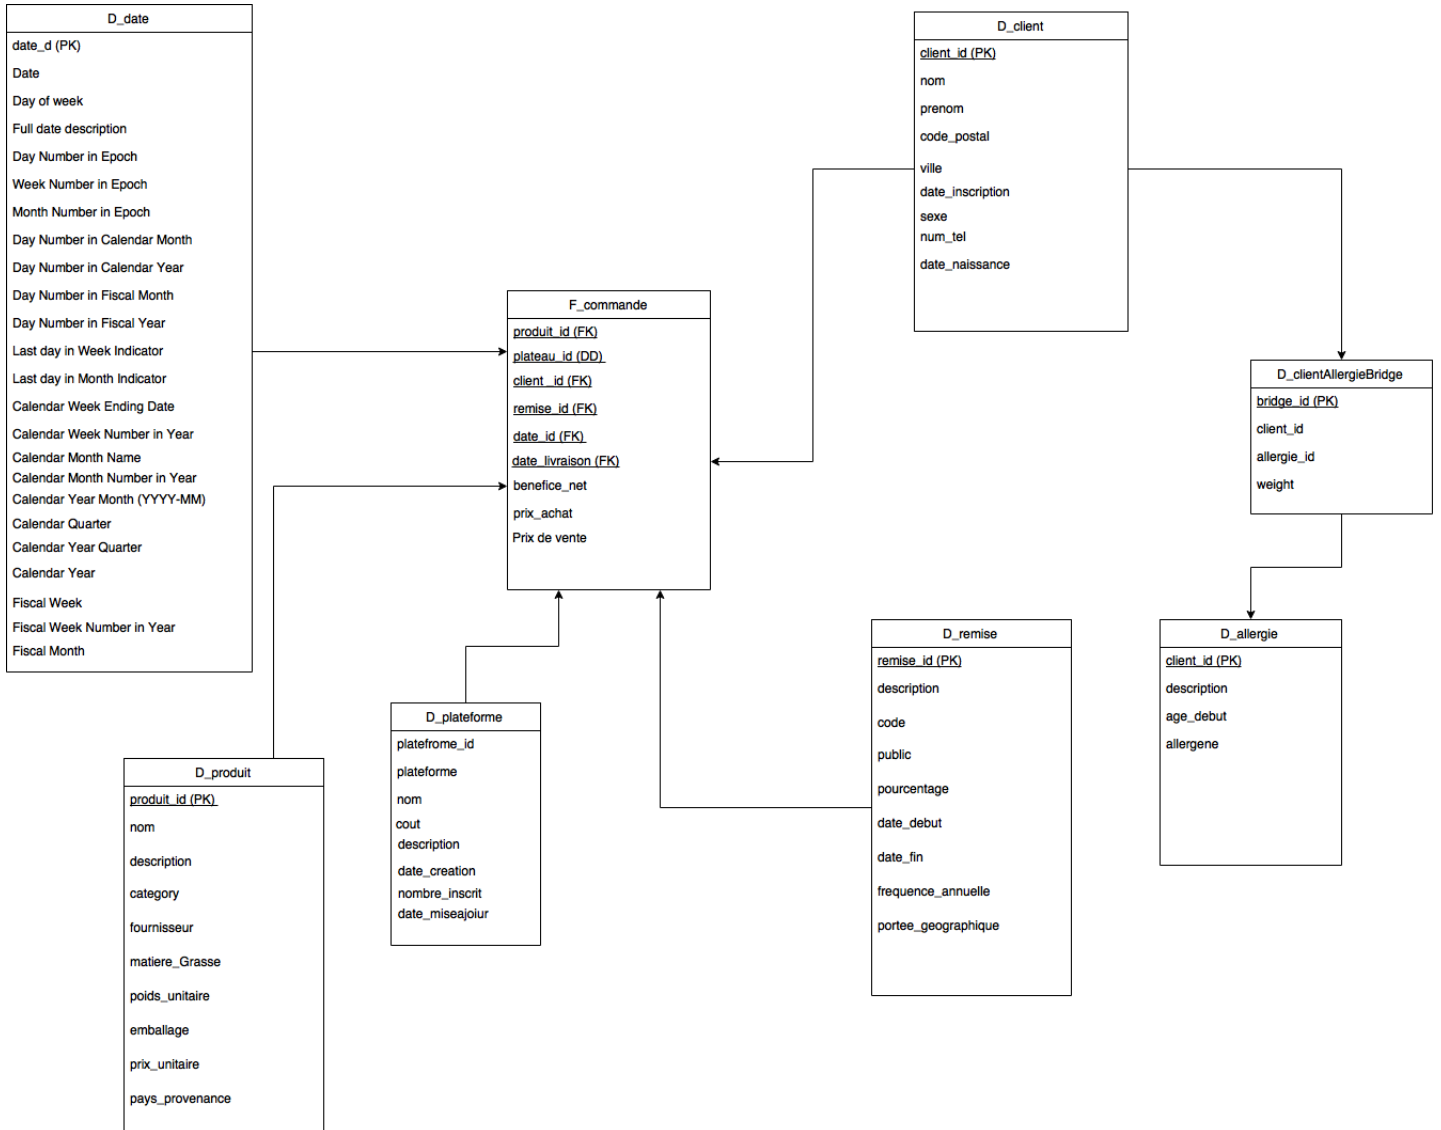 D_date
date_d (PK)
Date
Day of week
Full date description
Day Number in Epoch
Week Number in Epoch
Month Number in Epoch
Day Number in Calendar Month
Day Number in Calendar Year
Day Number in Fiscal Month
Day Number in Fiscal Year
Last day in Week Indicator
Last day in Month Indicator
Calendar Week Ending Date
Calendar Week Number in Year
Calendar Month Name
Calendar Month Number in Year
Calendar Year Month (YYYY-MM)
Calendar Quarter
Calendar Year Quarter
Calendar Year
Fiscal Week
Fiscal Week Number in Year
Fiscal Month
D_client
client_id (PK)
nom
prenom
code_postal
ville
date_inscription
sexe
num_tel
date_naissance
F_commande
produit_id (FK)
plateau_id (DD)
client _id (FK)
remise_id (FK)
date_id (FK)
date_livraison (FK)
benefice_net
prix_achat
Prix de vente
D_clientAllergieBridge
bridge_id (PK)
client_id
allergie_id
weight
D_produit
produit_id (PK)
nom
description
category
fournisseur
matiere_Grasse
poids_unitaire
emballage
prix_unitaire
pays_provenance
D_plateforme
platefrome_id
plateforme
nom
cout
description
date_creation
nombre_inscrit
date_miseajoiur
D_remise
remise_id (PK)
description
code
public
pourcentage
date_debut
date_fin
frequence_annuelle
portee_geographique
D_allergie
client_id (PK)
description
age_debut
allergene